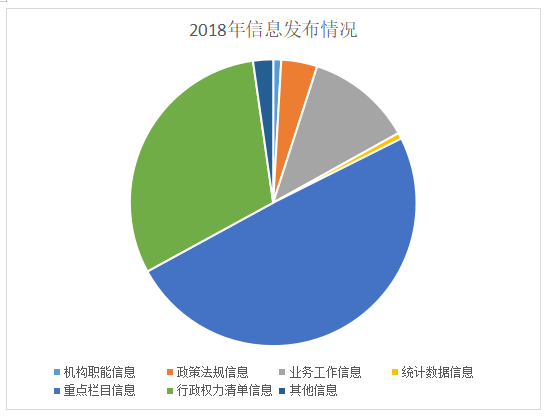 2018年信息发布情况
机构职能信息 政策法规信息 业务工作信息 统计数据信息
重点栏目信息 行政权力清单信息 其他信息